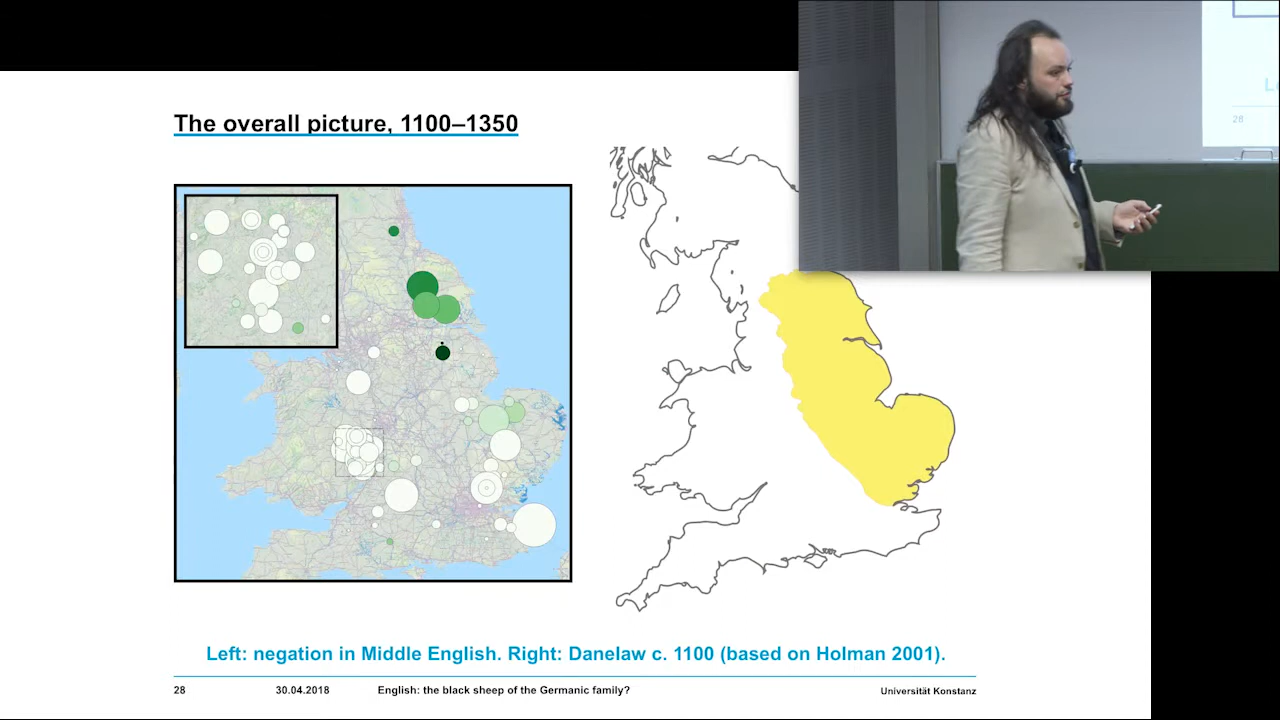 The overall picture, 1100–1350
Left: negation in Middle English. Right: Danelaw c. 1100 (based on Holman 2001).
28 30.04.2018 English: the black sheep of the Germanic family? Universität Konstanz
28